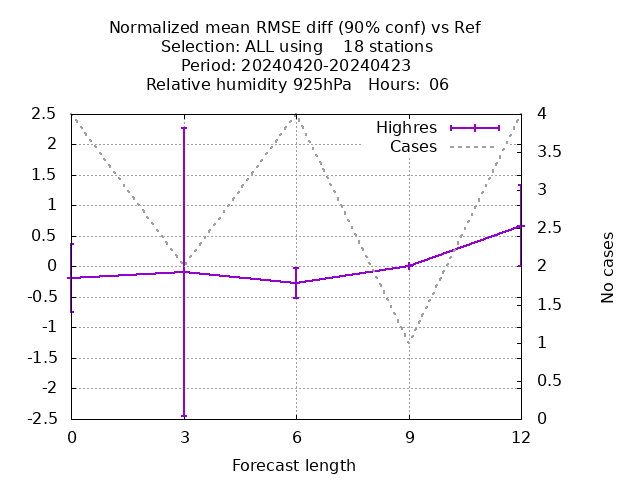 Normalized mean RMSE diff (90% conf) vs Ref
Selection: ALL using    18 stations
Period: 20240420-20240423
Relative humidity 925hPa   Hours:  06
Highres
Cases
2.5
2
1.5
1
0.5
0
-0.5
-1
-1.5
-2
-2.5
4
3.5
3
2.5
2
1.5
1
0.5
0
No cases
0 3 6 9 12
Forecast length